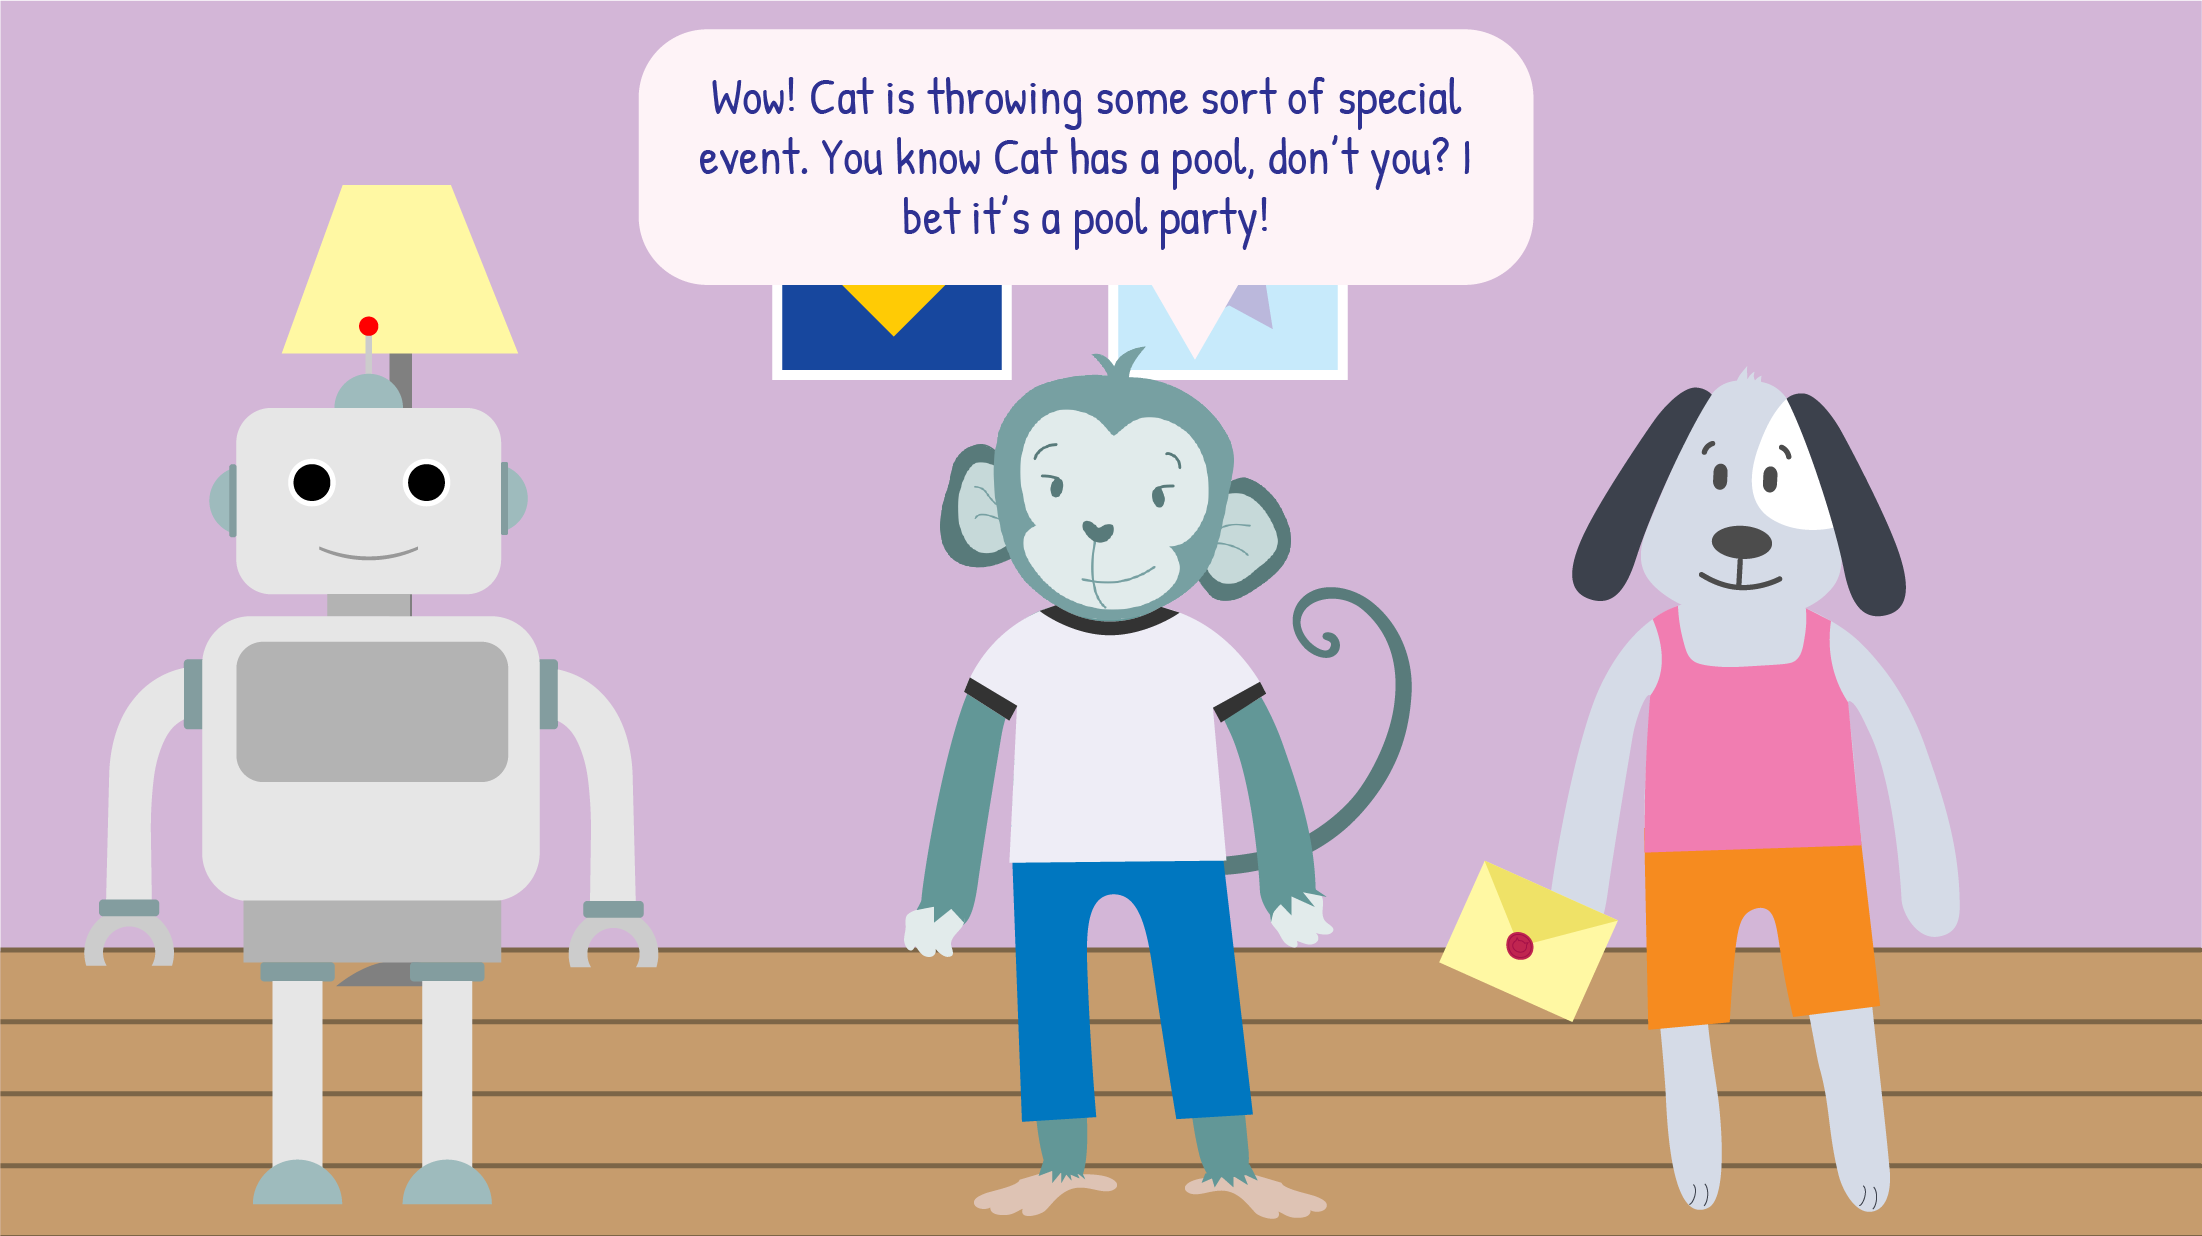 Wow! Cat is throwing some sort of special
event. You know Cat has a pool, don't you? I
bet it's a pool party!